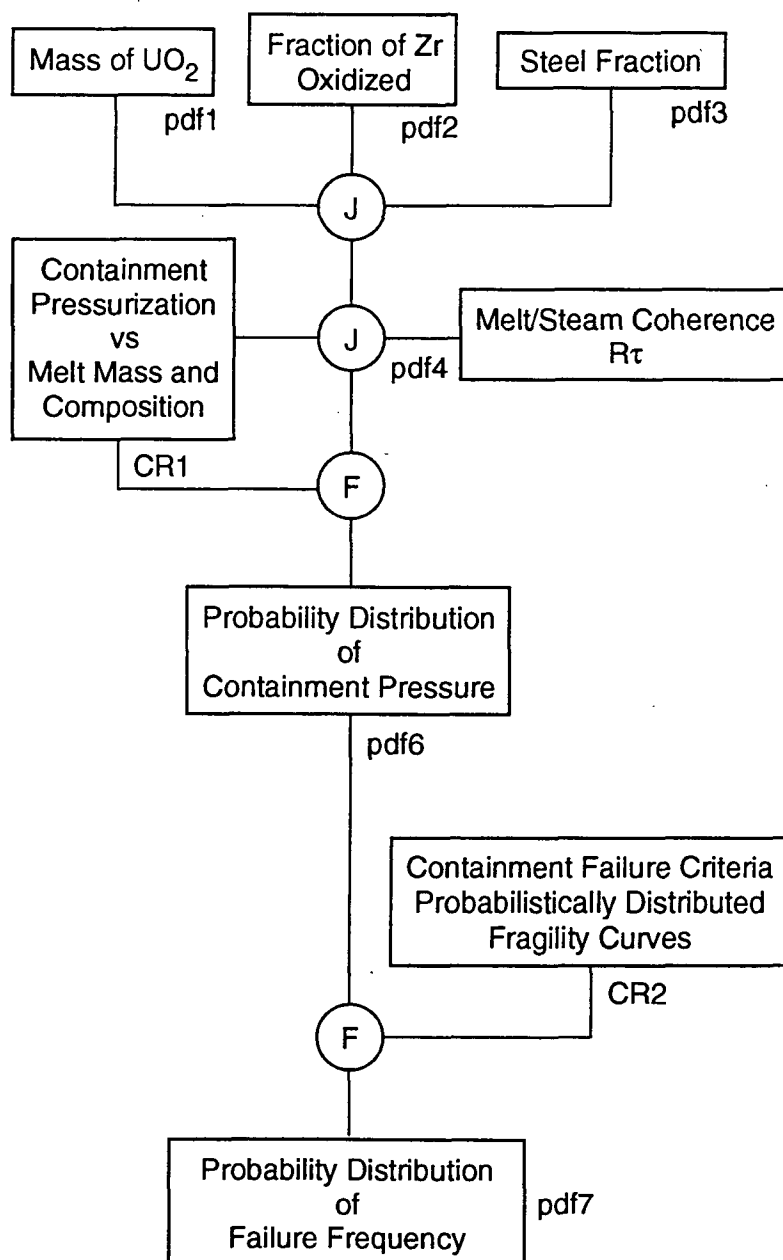 Mass of UO2
pdf1
Fraction of Zr
Oxidized
pdf2
Steel Fraction
pdf3
J
Containment
Pressurization
vs
Melt Mass and
Composition
CR1
J
pdf4
Melt/Steam Coherence
Rτ
F
Probability Distribution
of
Containment Pressure
pdf6
Containment Failure Criteria
Probabilistically Distributed
Fragility Curves
CR2
F
Probability Distribution
of
Failure Frequency
pdf7